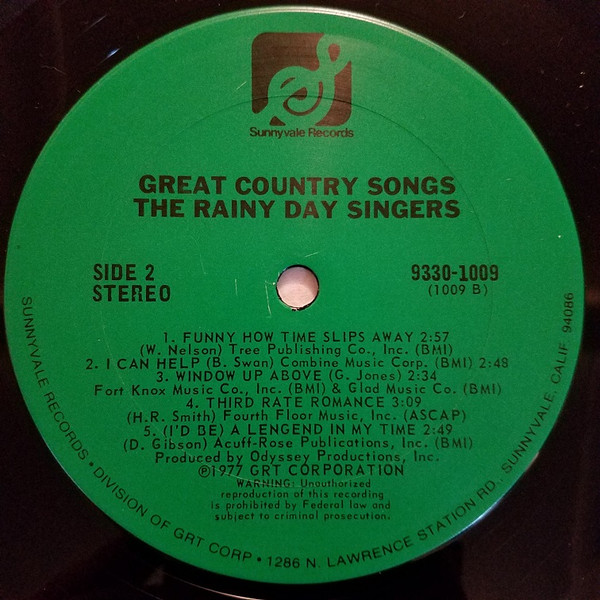 Sunnyvale Records
GREAT COUNTRY SONGS
THE RAINY DAY SINGERS
SIDE 2
STEREO
9330-1009
(1009 B)
1. FUNNY HOW TIME SLIPS AWAY 2:57
(W. Nelson) Tree Publishing Co., Inc. (BMI)
2. I CAN HELP (B. Swan) Combine Music Corp. (BMI) 2:48
3. WINDOW UP ABOVE (G. Jones) 2:34
Fort Knox Music Co., Inc. (BMI) & Glad Music Co. (BMI)
4. THIRD RATE ROMANCE 3:09
(H.R. Smith) Fourth Floor Music, Inc. (ASCAP)
5. (I'D BE) A LENGEND IN MY TIME 2:49
(D. Gibson) Acuff-Rose Publications, Inc. (BMI)
Produced by Odyssey Productions, Inc.
℗1977 GRT CORPORATION
WARNING: Unauthorized
reproduction of this recording
is prohibited by Federal law and
subject to criminal prosecution.
SUNNYVALE RECORDS • DIVISION OF GRT CORP • 1286 N. LAWRENCE STATION RD., SUNNYVALE, CALIF. 94086